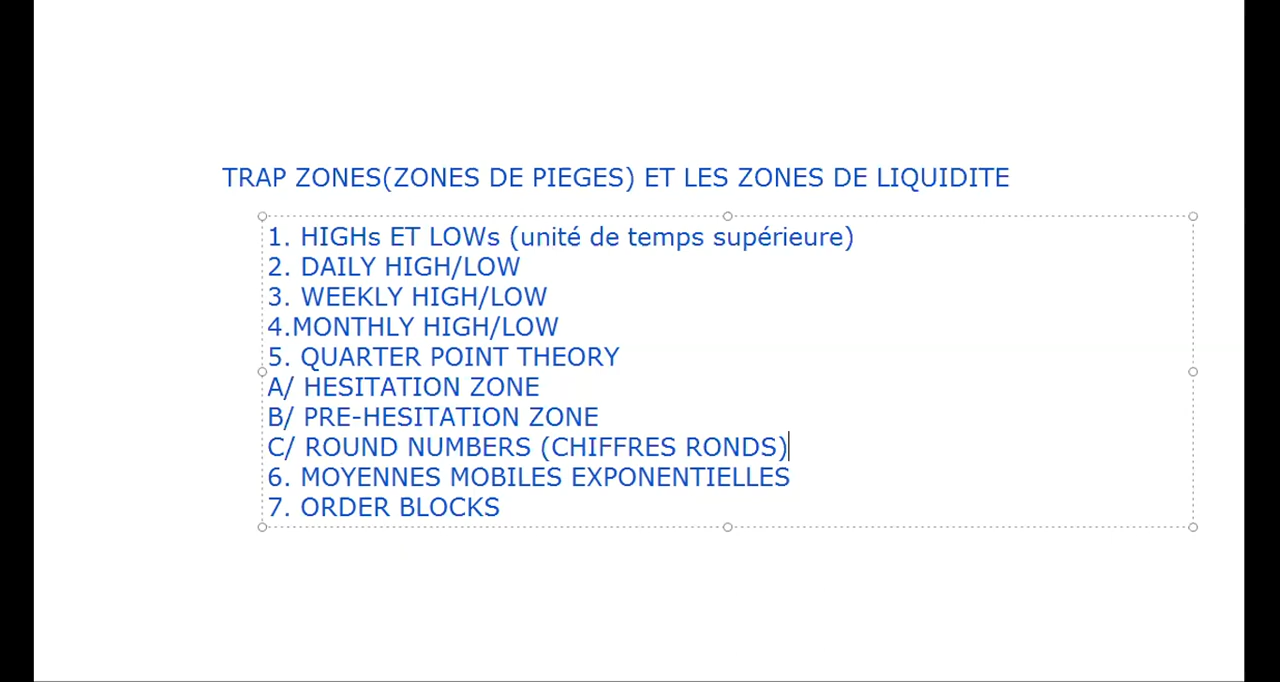 TRAP ZONES(ZONES DE PIEGES) ET LES ZONES DE LIQUIDITE
1. HIGHs ET LOWs (unité de temps supérieure)
2. DAILY HIGH/LOW
3. WEEKLY HIGH/LOW
4.MONTHLY HIGH/LOW
5. QUARTER POINT THEORY
A/ HESITATION ZONE
B/ PRE-HESITATION ZONE
C/ ROUND NUMBERS (CHIFFRES RONDS)
6. MOYENNES MOBILES EXPONENTIELLES
7. ORDER BLOCKS